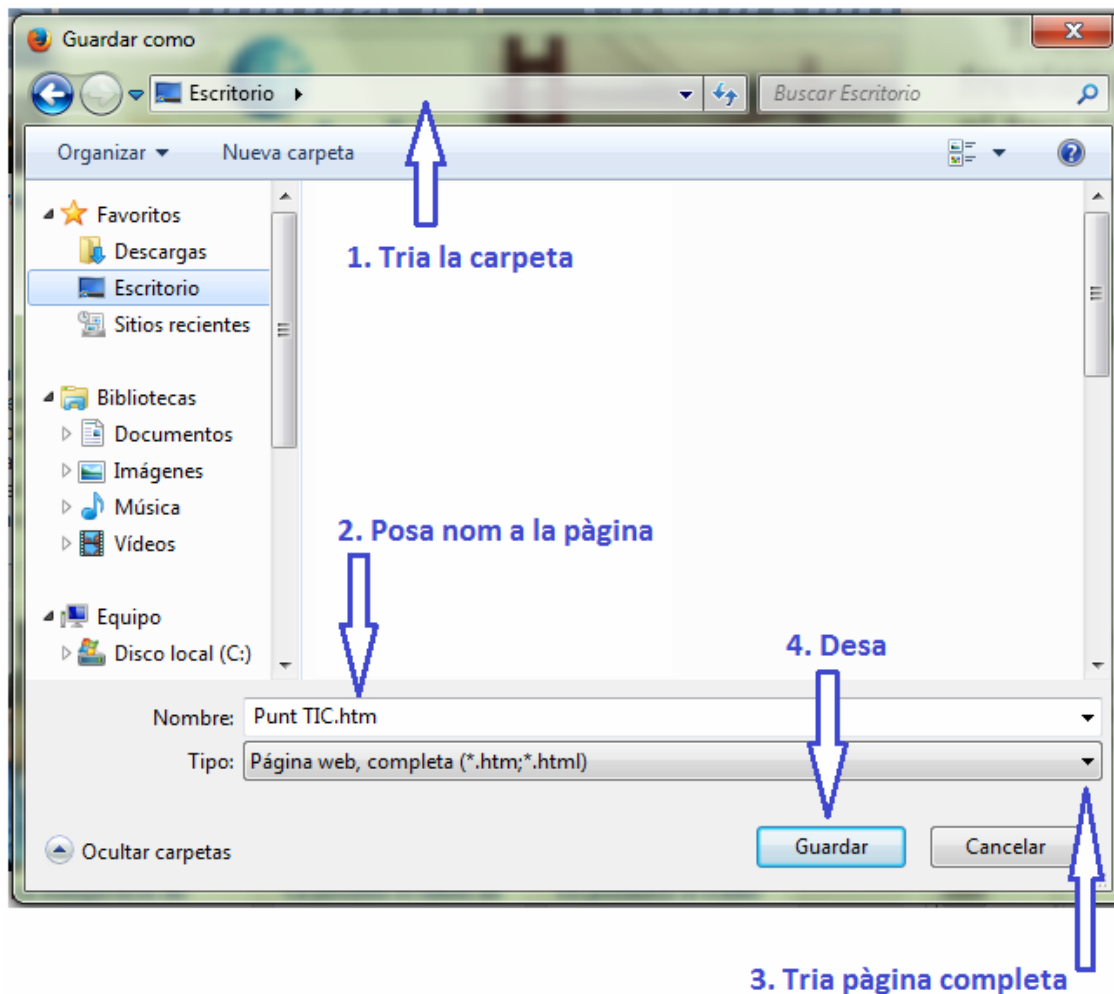 Guardar como
Escritorio
Buscar Escritorio
Organizar
Nueva carpeta
Favoritos
Descargas
Escritorio
Sitios recientes
Bibliotecas
Documentos
Imágenes
Música
Vídeos
Equipo
Disco local (C:)
1. Tria la carpeta
2. Posa nom a la pàgina
4. Desa
Nombre: Punt TIC.htm
Tipo: Página web, completa (*.htm;*.html)
Ocultar carpetas
Guardar
Cancelar
3. Tria pàgina completa